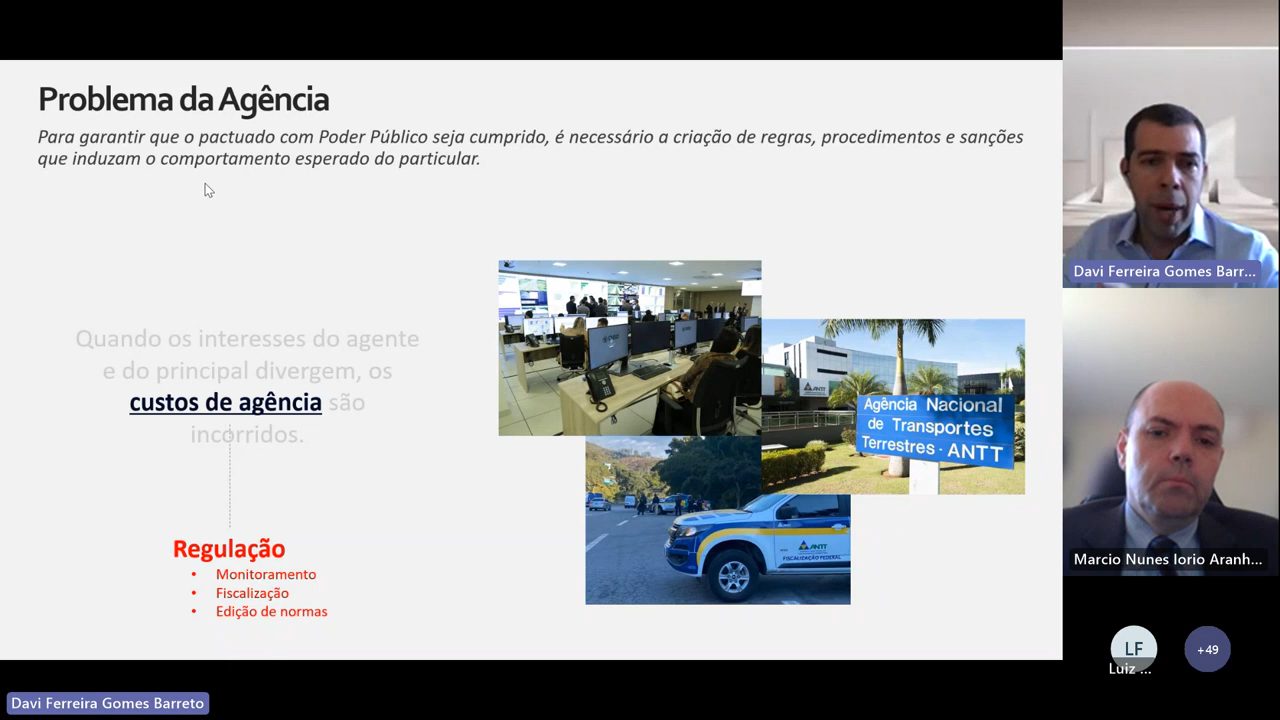 Problema da Agência
Para garantir que o pactuado com Poder Público seja cumprido, é necessário a criação de regras, procedimentos e sanções
que induzam o comportamento esperado do particular.
Quando os interesses do agente
e do principal divergem, os
custos de agência são
incorridos.
Regulação
• Monitoramento
• Fiscalização
• Edição de normas
ANTT
Agência Nacional
de Transportes
Terrestres - ANTT
ANTT
FISCALIZAÇÃO FEDERAL
Davi Ferreira Gomes Barr...
Marcio Nunes Iorio Aranh...
LF
Luiz ...
+49
Davi Ferreira Gomes Barreto